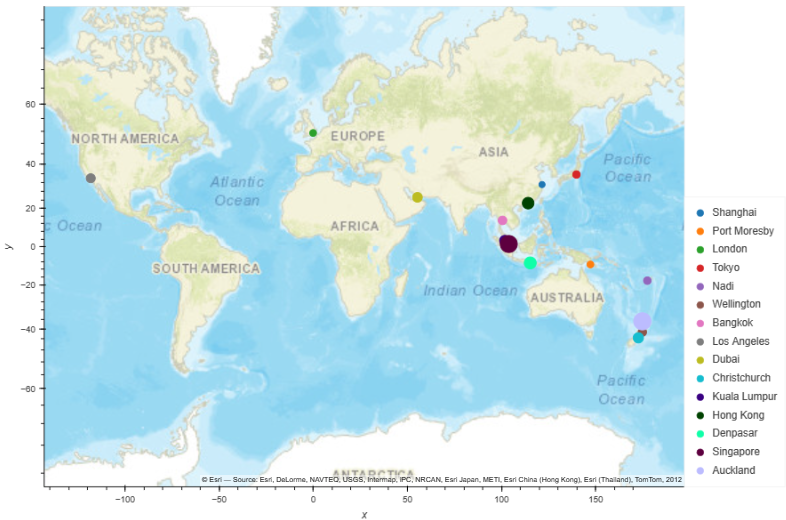 NORTH AMERICA
EUROPE
ASIA
Pacific
Ocean
Atlantic
Ocean
c Ocean
AFRICA
SOUTH AMERICA
Indian Ocean
AUSTRALIA
Pacific
Ocean
ANTARCTICA
© Esri — Source: Esri, DeLorme, NAVTEQ, USGS, Intermap, iPC, NRCAN, Esri Japan, METI, Esri China (Hong Kong), Esri (Thailand), TomTom, 2012
y
60
40
20
0
−20
−40
−60
−100
−50
0
50
100
150
x
Shanghai
Port Moresby
London
Tokyo
Nadi
Wellington
Bangkok
Los Angeles
Dubai
Christchurch
Kuala Lumpur
Hong Kong
Denpasar
Singapore
Auckland